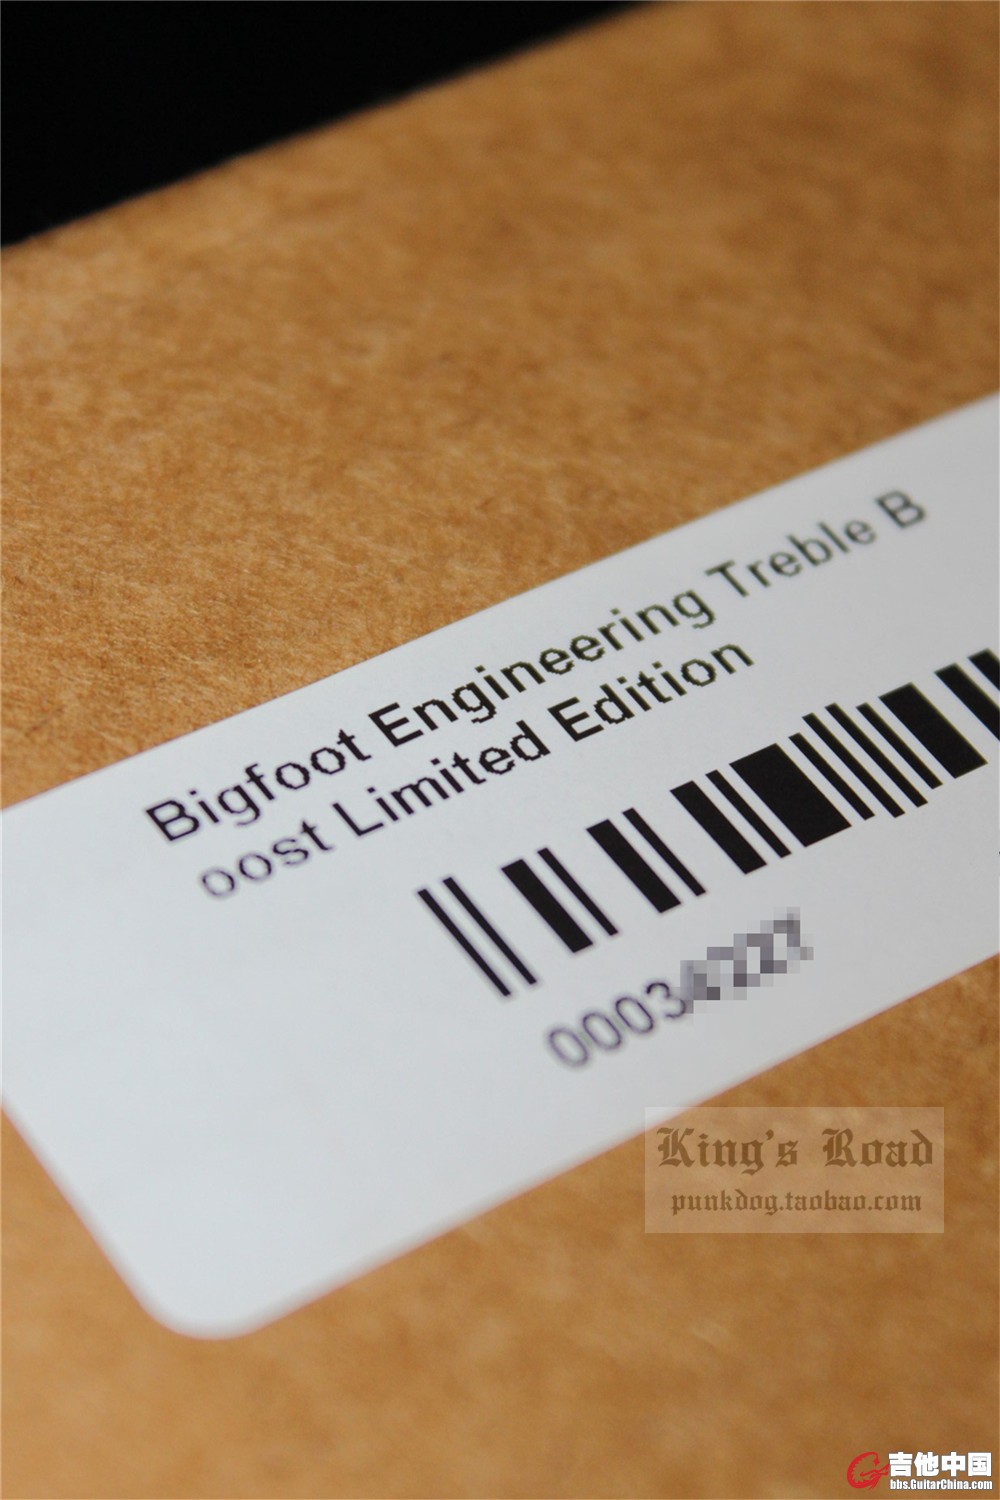 Bigfoot Engineering Treble B
oost Limited Edition
0003
King's Road
punkdog.taobao.com
吉他中国
bbs.GuitarChina.com